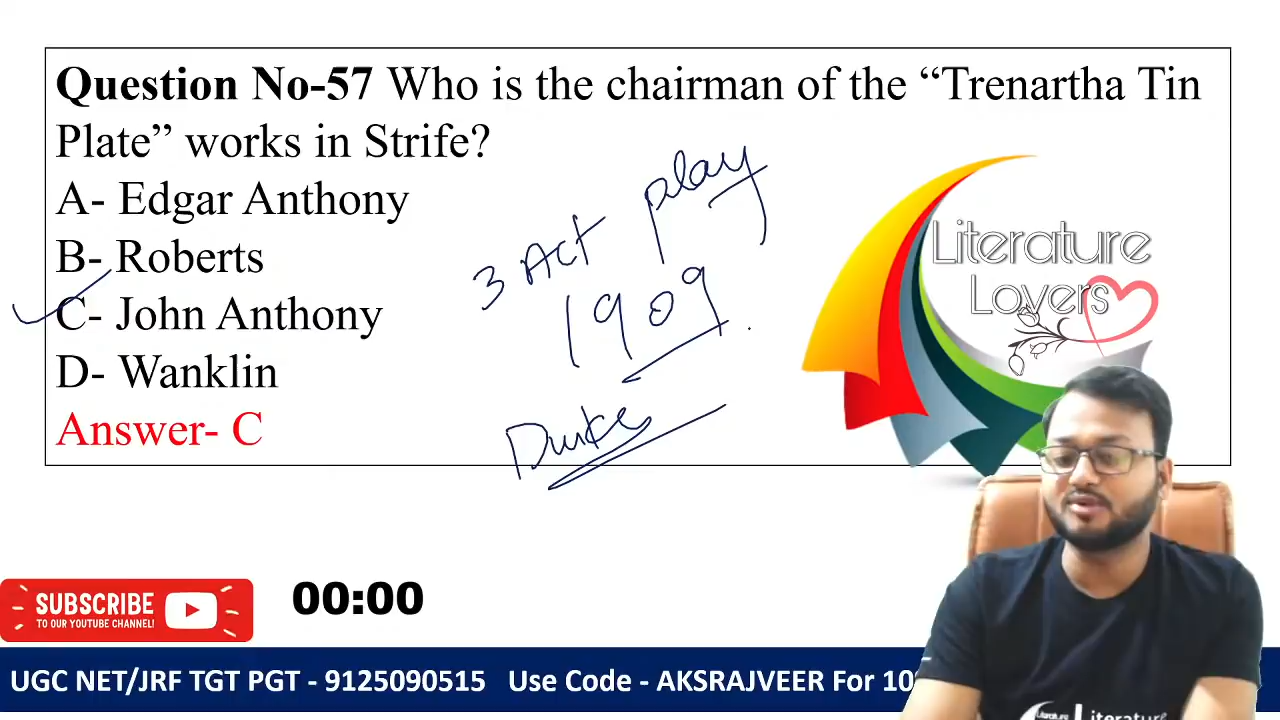 Question No-57 Who is the chairman of the “Trenartha Tin
Plate” works in Strife?
A- Edgar Anthony
B- Roberts
C- John Anthony
D- Wanklin
Answer- C
3 Act play
1909
Duke
Literature
Lovers
SUBSCRIBE
TO OUR YOUTUBE CHANNEL!
00:00
UGC NET/JRF TGT PGT - 9125090515 Use Code - AKSRAJVEER For 10
Literature